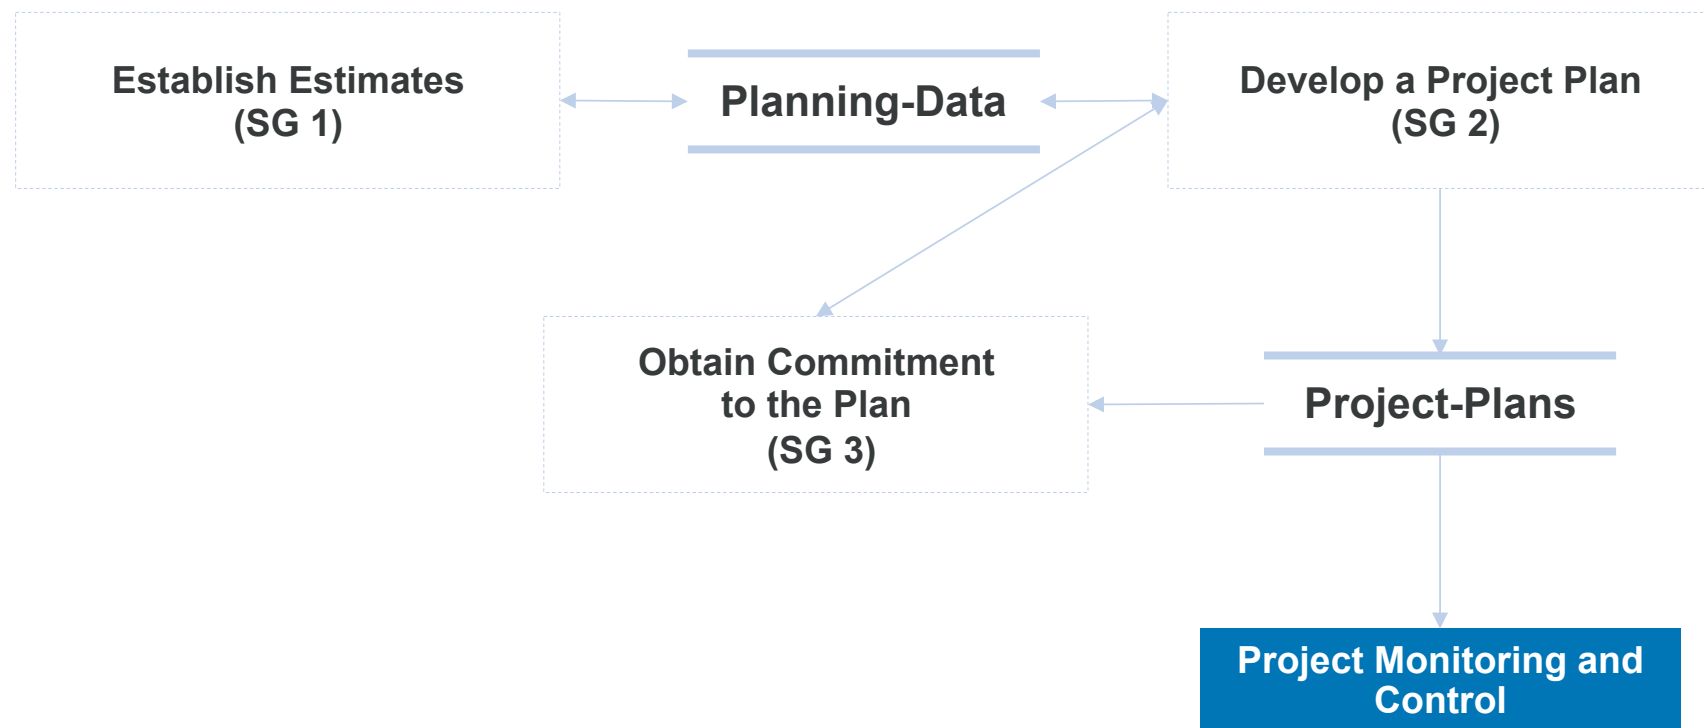 Establish Estimates
(SG 1)
Planning-Data
Develop a Project Plan
(SG 2)
Obtain Commitment
to the Plan
(SG 3)
Project-Plans
Project Monitoring and
Control